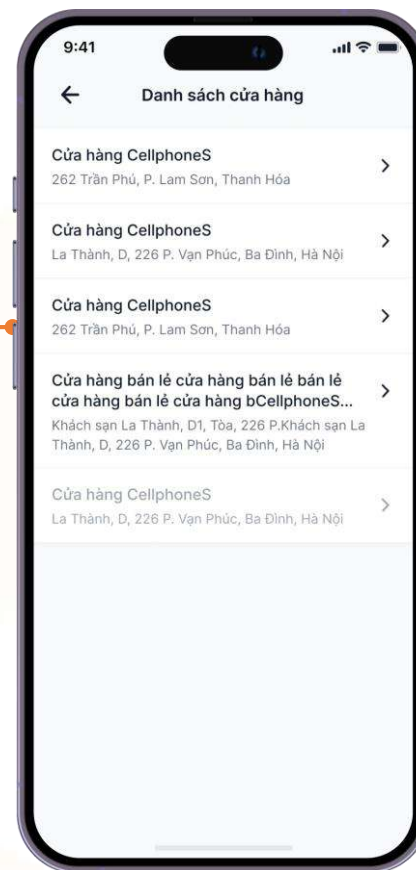 9:41
Danh sách cửa hàng
Cửa hàng CellphoneS
262 Trần Phú, P. Lam Sơn, Thanh Hóa
Cửa hàng CellphoneS
La Thành, D, 226 P. Vạn Phúc, Ba Đình, Hà Nội
Cửa hàng CellphoneS
262 Trần Phú, P. Lam Sơn, Thanh Hóa
Cửa hàng bán lẻ cửa hàng bán lẻ bán lẻ
cửa hàng bán lẻ cửa hàng bCellphoneS...
Khách sạn La Thành, D1, Tòa, 226 P.Khách sạn La
Thành, D, 226 P. Vạn Phúc, Ba Đình, Hà Nội
Cửa hàng CellphoneS
La Thành, D, 226 P. Vạn Phúc, Ba Đình, Hà Nội